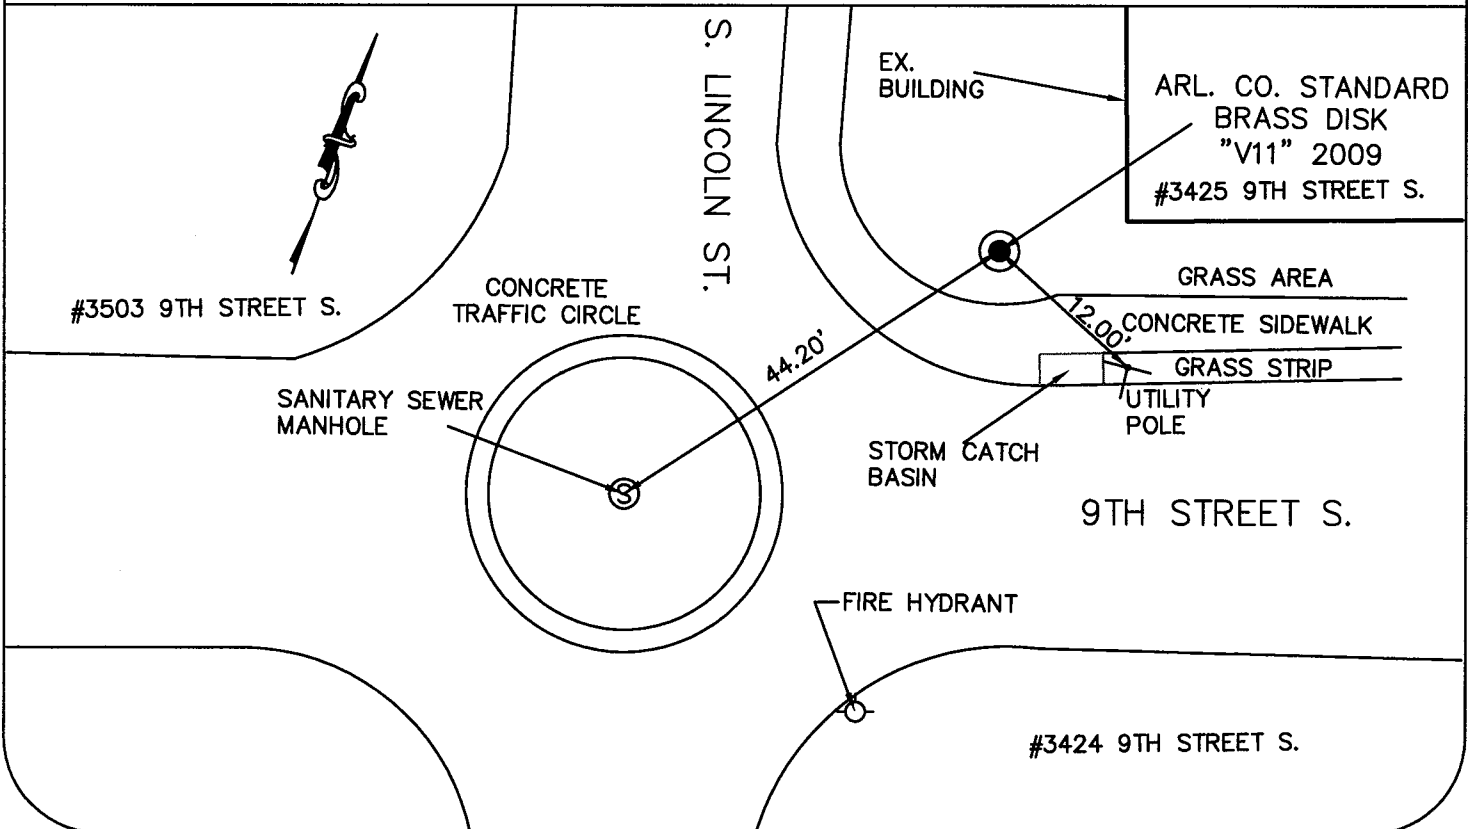 S. LINCOLN ST.
EX.
BUILDING
ARL. CO. STANDARD
BRASS DISK
"V11" 2009
#3425 9TH STREET S.
#3503 9TH STREET S.
CONCRETE
TRAFFIC CIRCLE
GRASS AREA
12.00'
CONCRETE SIDEWALK
44.20'
GRASS STRIP
SANITARY SEWER
MANHOLE
UTILITY
POLE
STORM CATCH
BASIN
S
9TH STREET S.
FIRE HYDRANT
#3424 9TH STREET S.